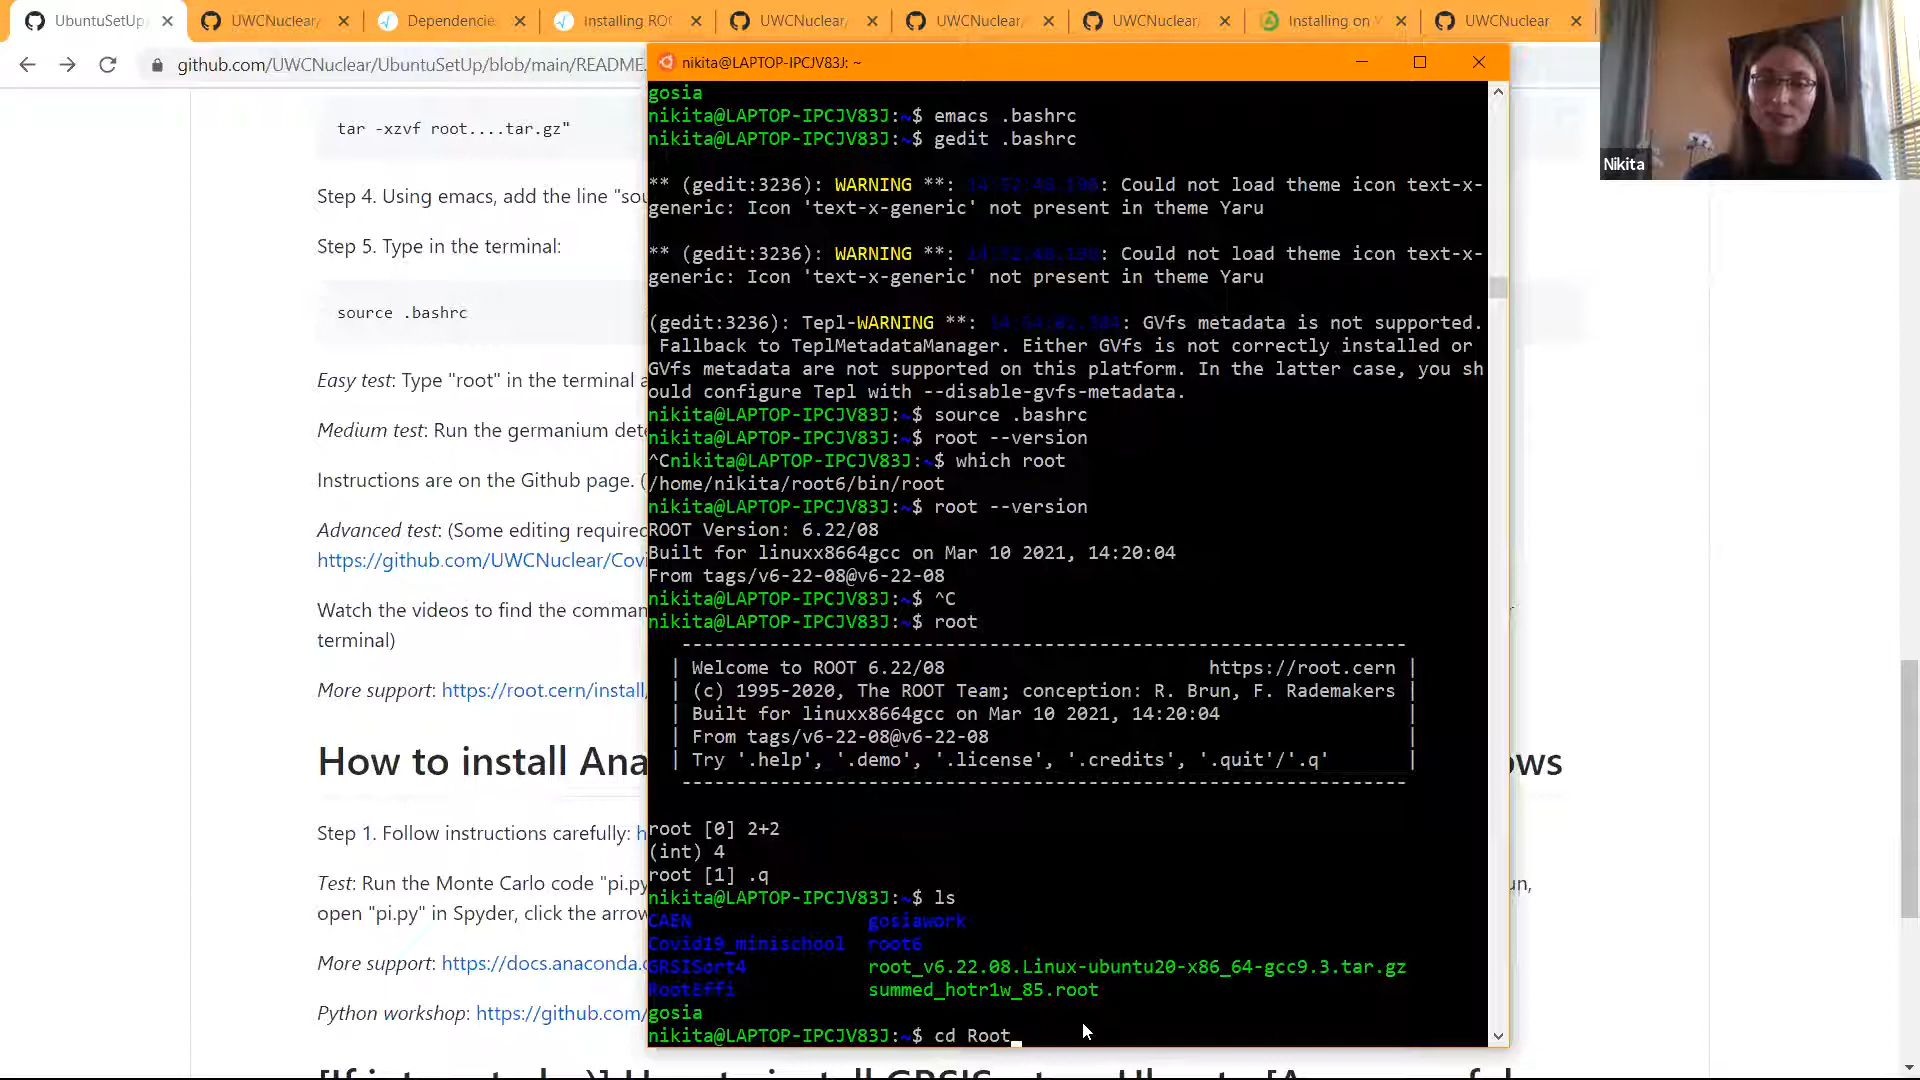 UbuntuSetUp
UWCNuclear/
Dependencie
Installing ROO
UWCNuclear/
UWCNuclear/
UWCNuclear/
Installing on
UWCNuclear
github.com/UWCNuclear/UbuntuSetUp/blob/main/README.
tar -xzvf root....tar.gz"
Step 4. Using emacs, add the line "sou
Step 5. Type in the terminal:
source .bashrc
Easy test: Type "root" in the terminal a
Medium test: Run the germanium dete
Instructions are on the Github page. (
Advanced test: (Some editing required
https://github.com/UWCNuclear/Covi
Watch the videos to find the comman
terminal)
More support: https://root.cern/install/
How to install Ana
ows
Step 1. Follow instructions carefully: h
Test: Run the Monte Carlo code "pi.py
un,
open "pi.py" in Spyder, click the arrow
More support: https://docs.anaconda.c
Python workshop: https://github.com/
nikita@LAPTOP-IPCJV83J: ~
gosia
nikita@LAPTOP-IPCJV83J:~$ emacs .bashrc
nikita@LAPTOP-IPCJV83J:~$ gedit .bashrc
** (gedit:3236): WARNING **: : Could not load theme icon text-x-
generic: Icon 'text-x-generic' not present in theme Yaru
** (gedit:3236): WARNING **: : Could not load theme icon text-x-
generic: Icon 'text-x-generic' not present in theme Yaru
(gedit:3236): Tepl-WARNING **: : GVfs metadata is not supported.
Fallback to TeplMetadataManager. Either GVfs is not correctly installed or
GVfs metadata are not supported on this platform. In the latter case, you sh
ould configure Tepl with --disable-gvfs-metadata.
nikita@LAPTOP-IPCJV83J:~$ source .bashrc
nikita@LAPTOP-IPCJV83J:~$ root --version
^Cnikita@LAPTOP-IPCJV83J:~$ which root
/home/nikita/root6/bin/root
nikita@LAPTOP-IPCJV83J:~$ root --version
ROOT Version: 6.22/08
Built for linuxx8664gcc on Mar 10 2021, 14:20:04
From tags/v6-22-08@v6-22-08
nikita@LAPTOP-IPCJV83J:~$ ^C
nikita@LAPTOP-IPCJV83J:~$ root
------------------------------------------------------------------
| Welcome to ROOT 6.22/08 https://root.cern |
| (c) 1995-2020, The ROOT Team; conception: R. Brun, F. Rademakers |
| Built for linuxx8664gcc on Mar 10 2021, 14:20:04 |
| From tags/v6-22-08@v6-22-08 |
| Try '.help', '.demo', '.license', '.credits', '.quit'/'.q' |
------------------------------------------------------------------
root [0] 2+2
(int) 4
root [1] .q
nikita@LAPTOP-IPCJV83J:~$ ls
CAEN gosiawork
Covid19_minischool root6
GRSISort4 root_v6.22.08.Linux-ubuntu20-x86_64-gcc9.3.tar.gz
RootEffi summed_hotr1w_85.root
gosia
nikita@LAPTOP-IPCJV83J:~$ cd Root
Nikita